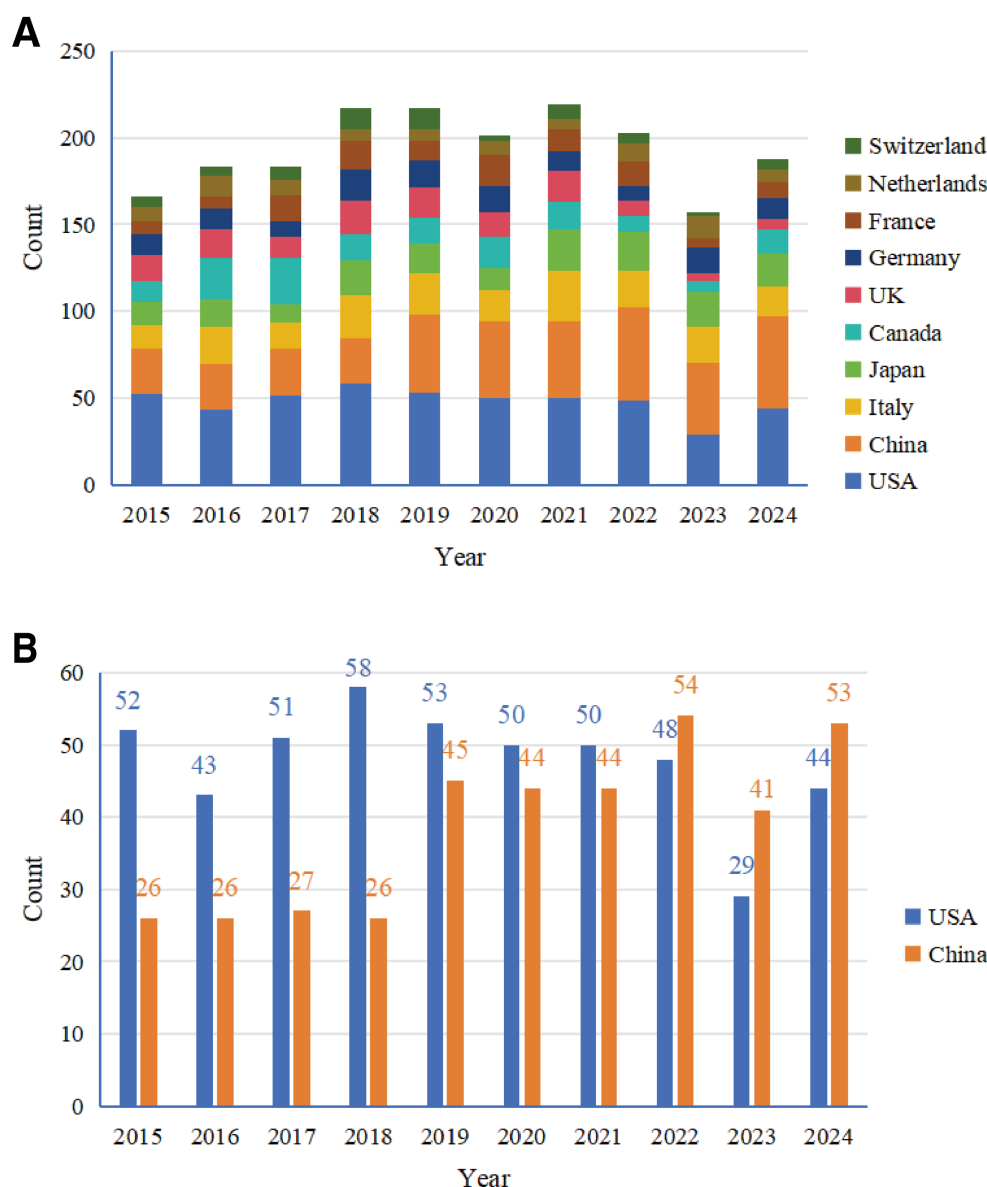 A
250
200
150
100
50
0
Count
2015 2016 2017 2018 2019 2020 2021 2022 2023 2024
Year
Switzerland
Netherlands
France
Germany
UK
Canada
Japan
Italy
China
USA
B
60
50
40
30
20
10
0
Count
52 43 51 58 53 50 50 48 29 44
26 26 27 26 45 44 44 54 41 53
2015 2016 2017 2018 2019 2020 2021 2022 2023 2024
Year
USA
China